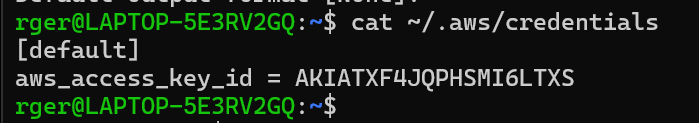 rger@LAPTOP-5E3RV2GQ:~$ cat ~/.aws/credentials
[default]
aws_access_key_id = AKIATXF4JQPHSMI6LTXS
rger@LAPTOP-5E3RV2GQ:~$